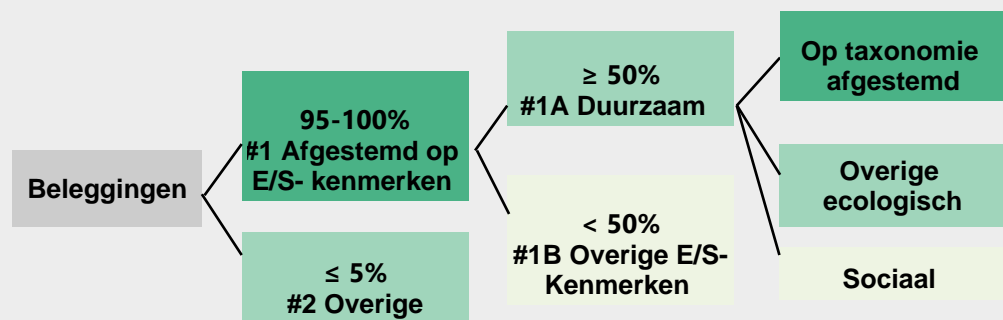 Beleggingen
95-100%
#1 Afgestemd op
E/S- kenmerken
≤ 5%
#2 Overige
≥ 50%
#1A Duurzaam
< 50%
#1B Overige E/S-
Kenmerken
Op taxonomie
afgestemd
Overige
ecologisch
Sociaal